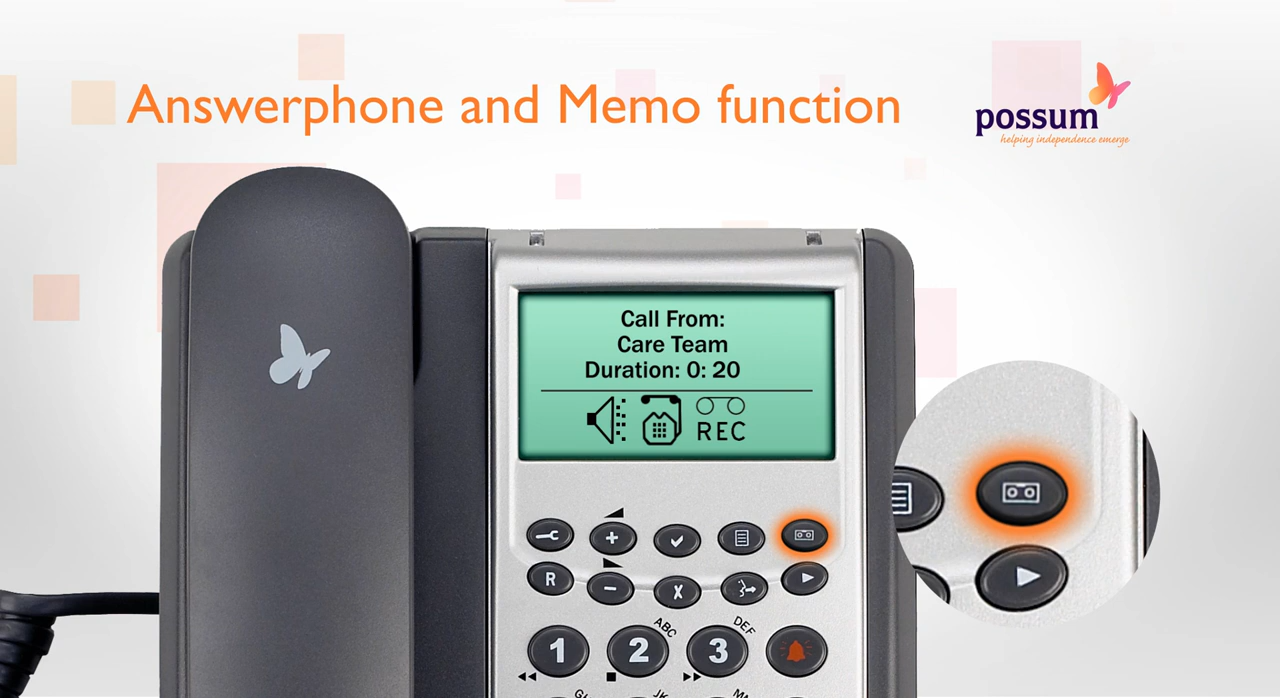 Answerphone and Memo function
possum
helping independence emerge
Call From:
Care Team
Duration: 0: 20
REC
R
+
-
X
ABC
DEF
1
2
3